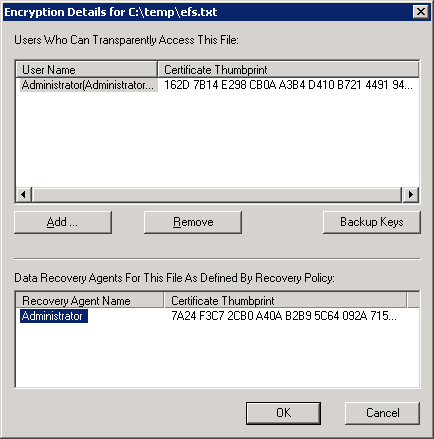 Encryption Details for C:\temp\efs.txt
Users Who Can Transparently Access This File:
User Name Certificate Thumbprint
Administrator(Administrator... 162D 7B14 E298 CB0A A3B4 D410 B721 4491 94...
Add ... Remove Backup Keys
Data Recovery Agents For This File As Defined By Recovery Policy:
Recovery Agent Name Certificate Thumbprint
Administrator 7A24 F3C7 2CB0 A40A B2B9 5C64 092A 715...
OK Cancel